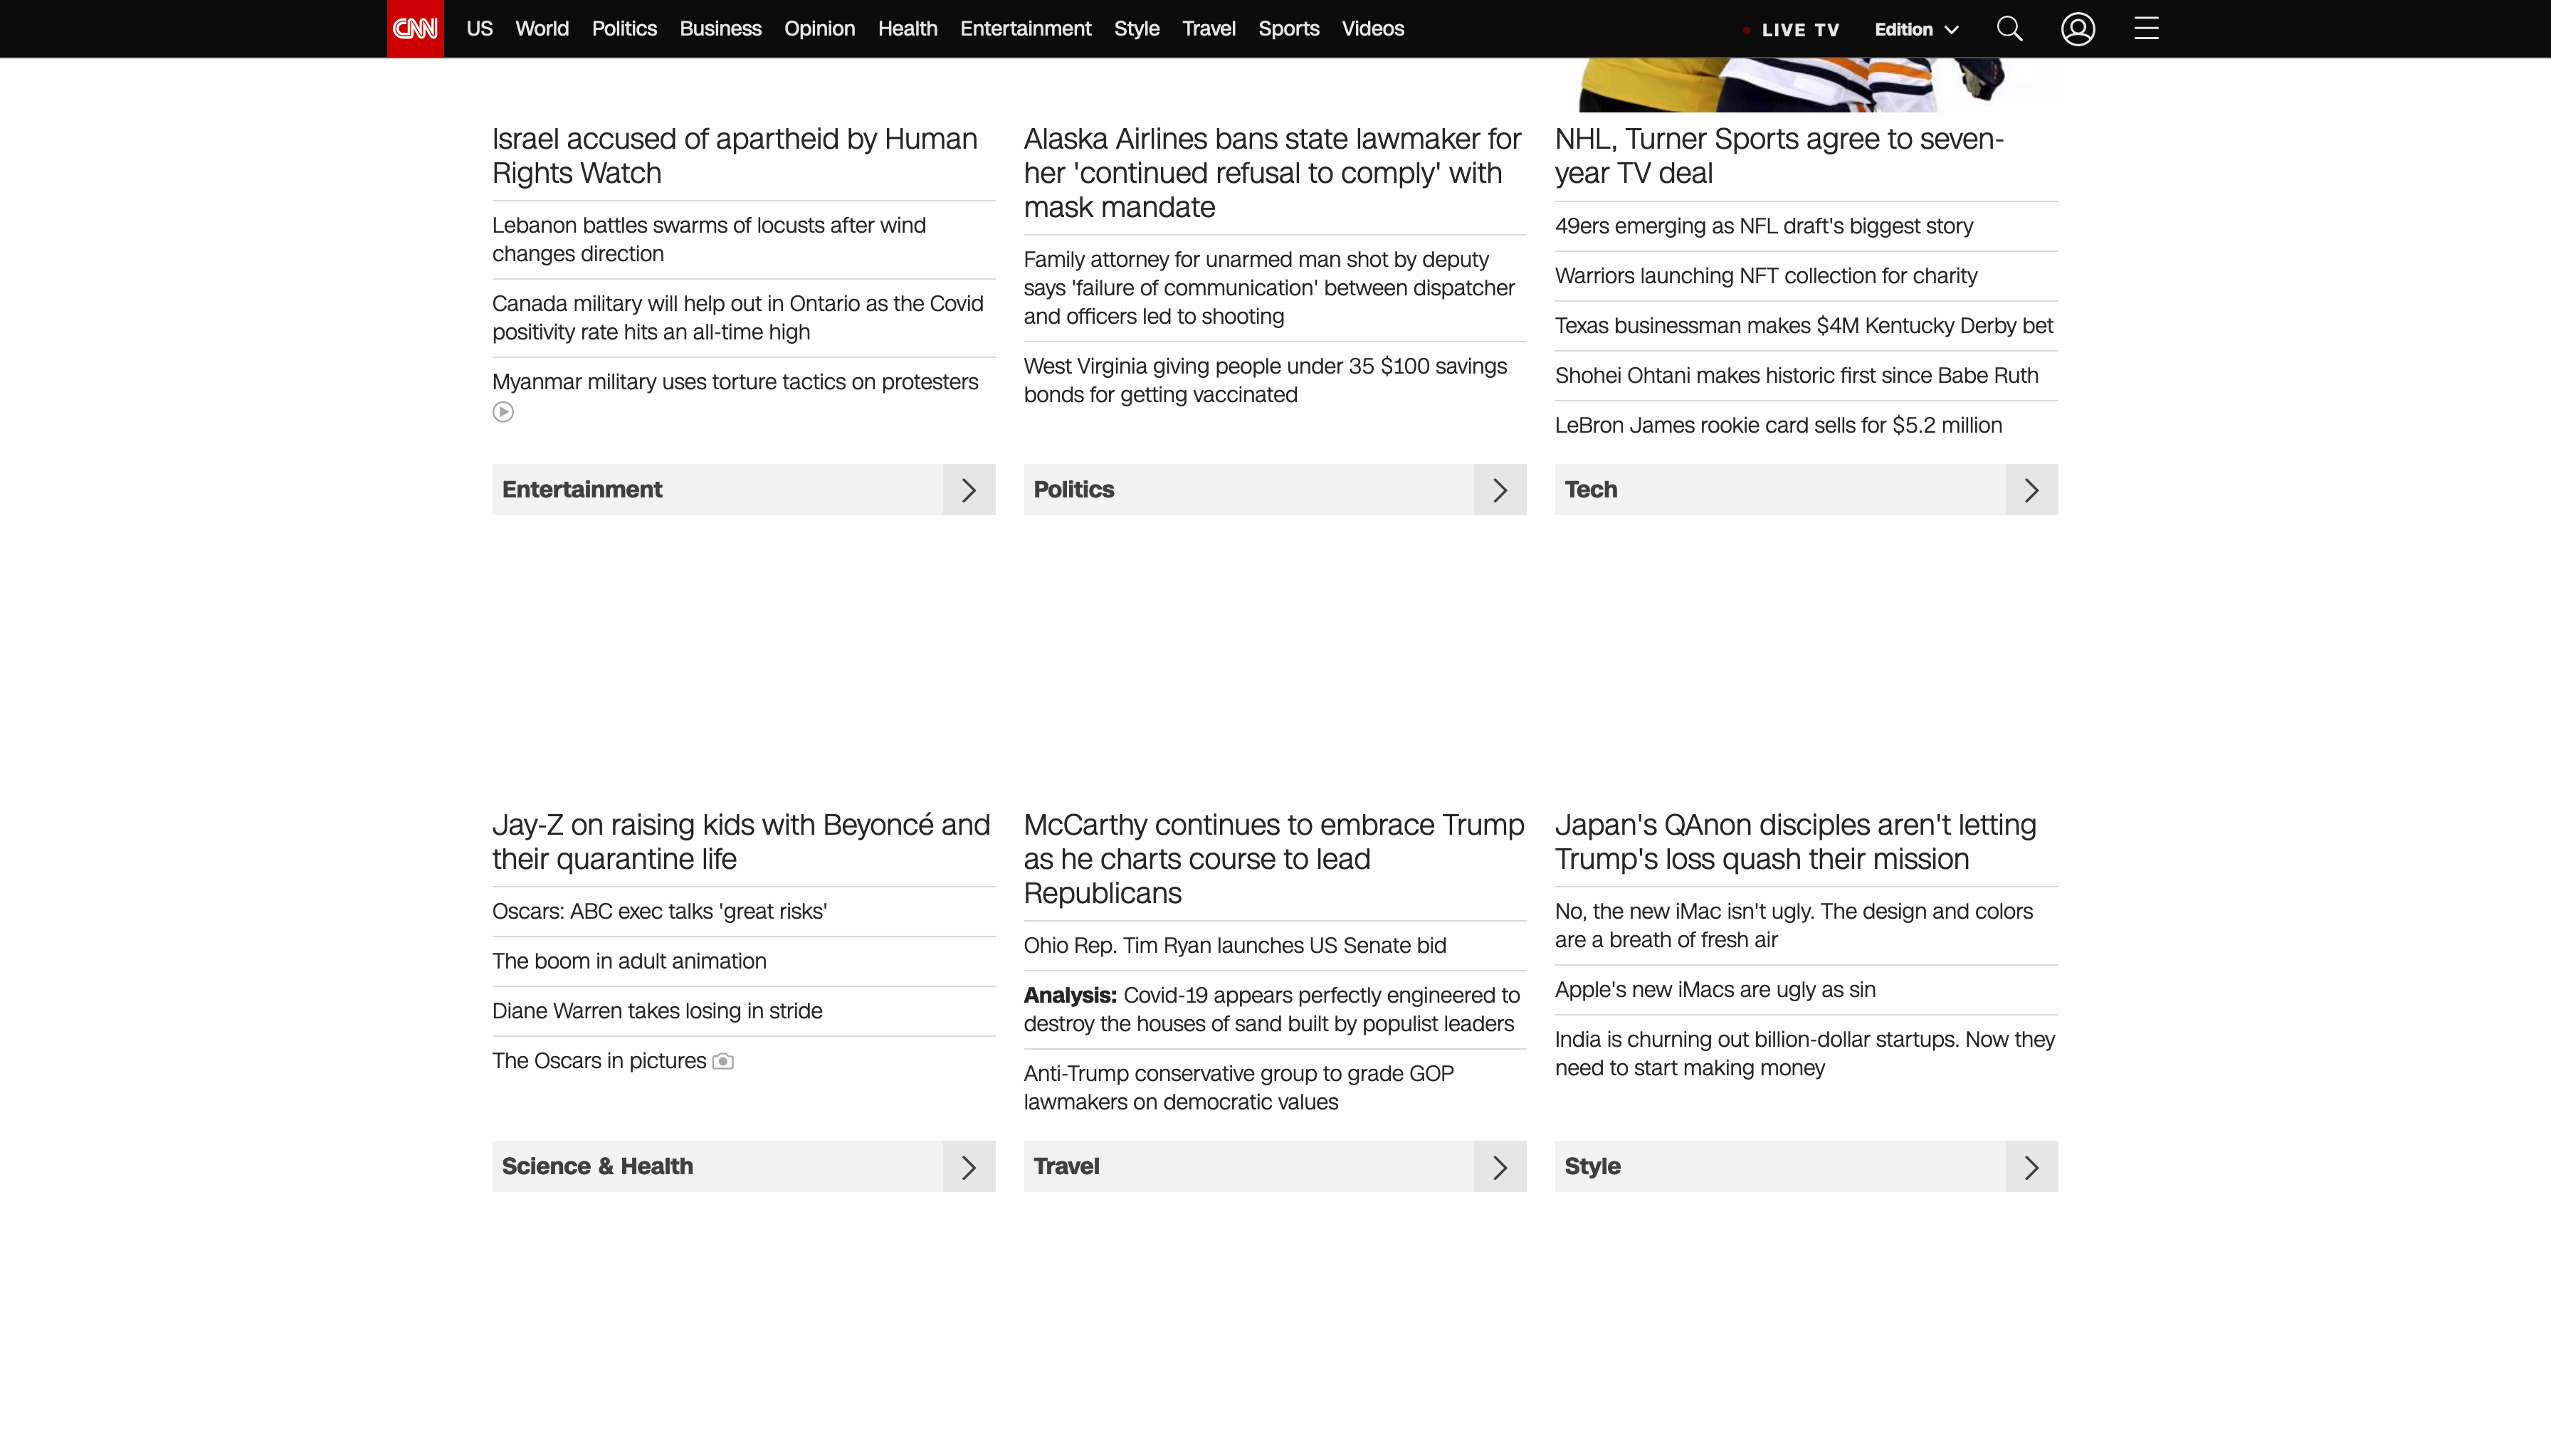 CNN
US World Politics Business Opinion Health Entertainment Style Travel Sports Videos
LIVE TV Edition
Israel accused of apartheid by Human
Rights Watch
Lebanon battles swarms of locusts after wind
changes direction
Canada military will help out in Ontario as the Covid
positivity rate hits an all-time high
Myanmar military uses torture tactics on protesters
Alaska Airlines bans state lawmaker for
her 'continued refusal to comply' with
mask mandate
Family attorney for unarmed man shot by deputy
says 'failure of communication' between dispatcher
and officers led to shooting
West Virginia giving people under 35 $100 savings
bonds for getting vaccinated
NHL, Turner Sports agree to seven-
year TV deal
49ers emerging as NFL draft's biggest story
Warriors launching NFT collection for charity
Texas businessman makes $4M Kentucky Derby bet
Shohei Ohtani makes historic first since Babe Ruth
LeBron James rookie card sells for $5.2 million
Entertainment
Jay-Z on raising kids with Beyoncé and
their quarantine life
Oscars: ABC exec talks 'great risks'
The boom in adult animation
Diane Warren takes losing in stride
The Oscars in pictures
Politics
McCarthy continues to embrace Trump
as he charts course to lead
Republicans
Ohio Rep. Tim Ryan launches US Senate bid
Analysis: Covid-19 appears perfectly engineered to
destroy the houses of sand built by populist leaders
Anti-Trump conservative group to grade GOP
lawmakers on democratic values
Tech
Japan's QAnon disciples aren't letting
Trump's loss quash their mission
No, the new iMac isn't ugly. The design and colors
are a breath of fresh air
Apple's new iMacs are ugly as sin
India is churning out billion-dollar startups. Now they
need to start making money
Science & Health
Travel
Style